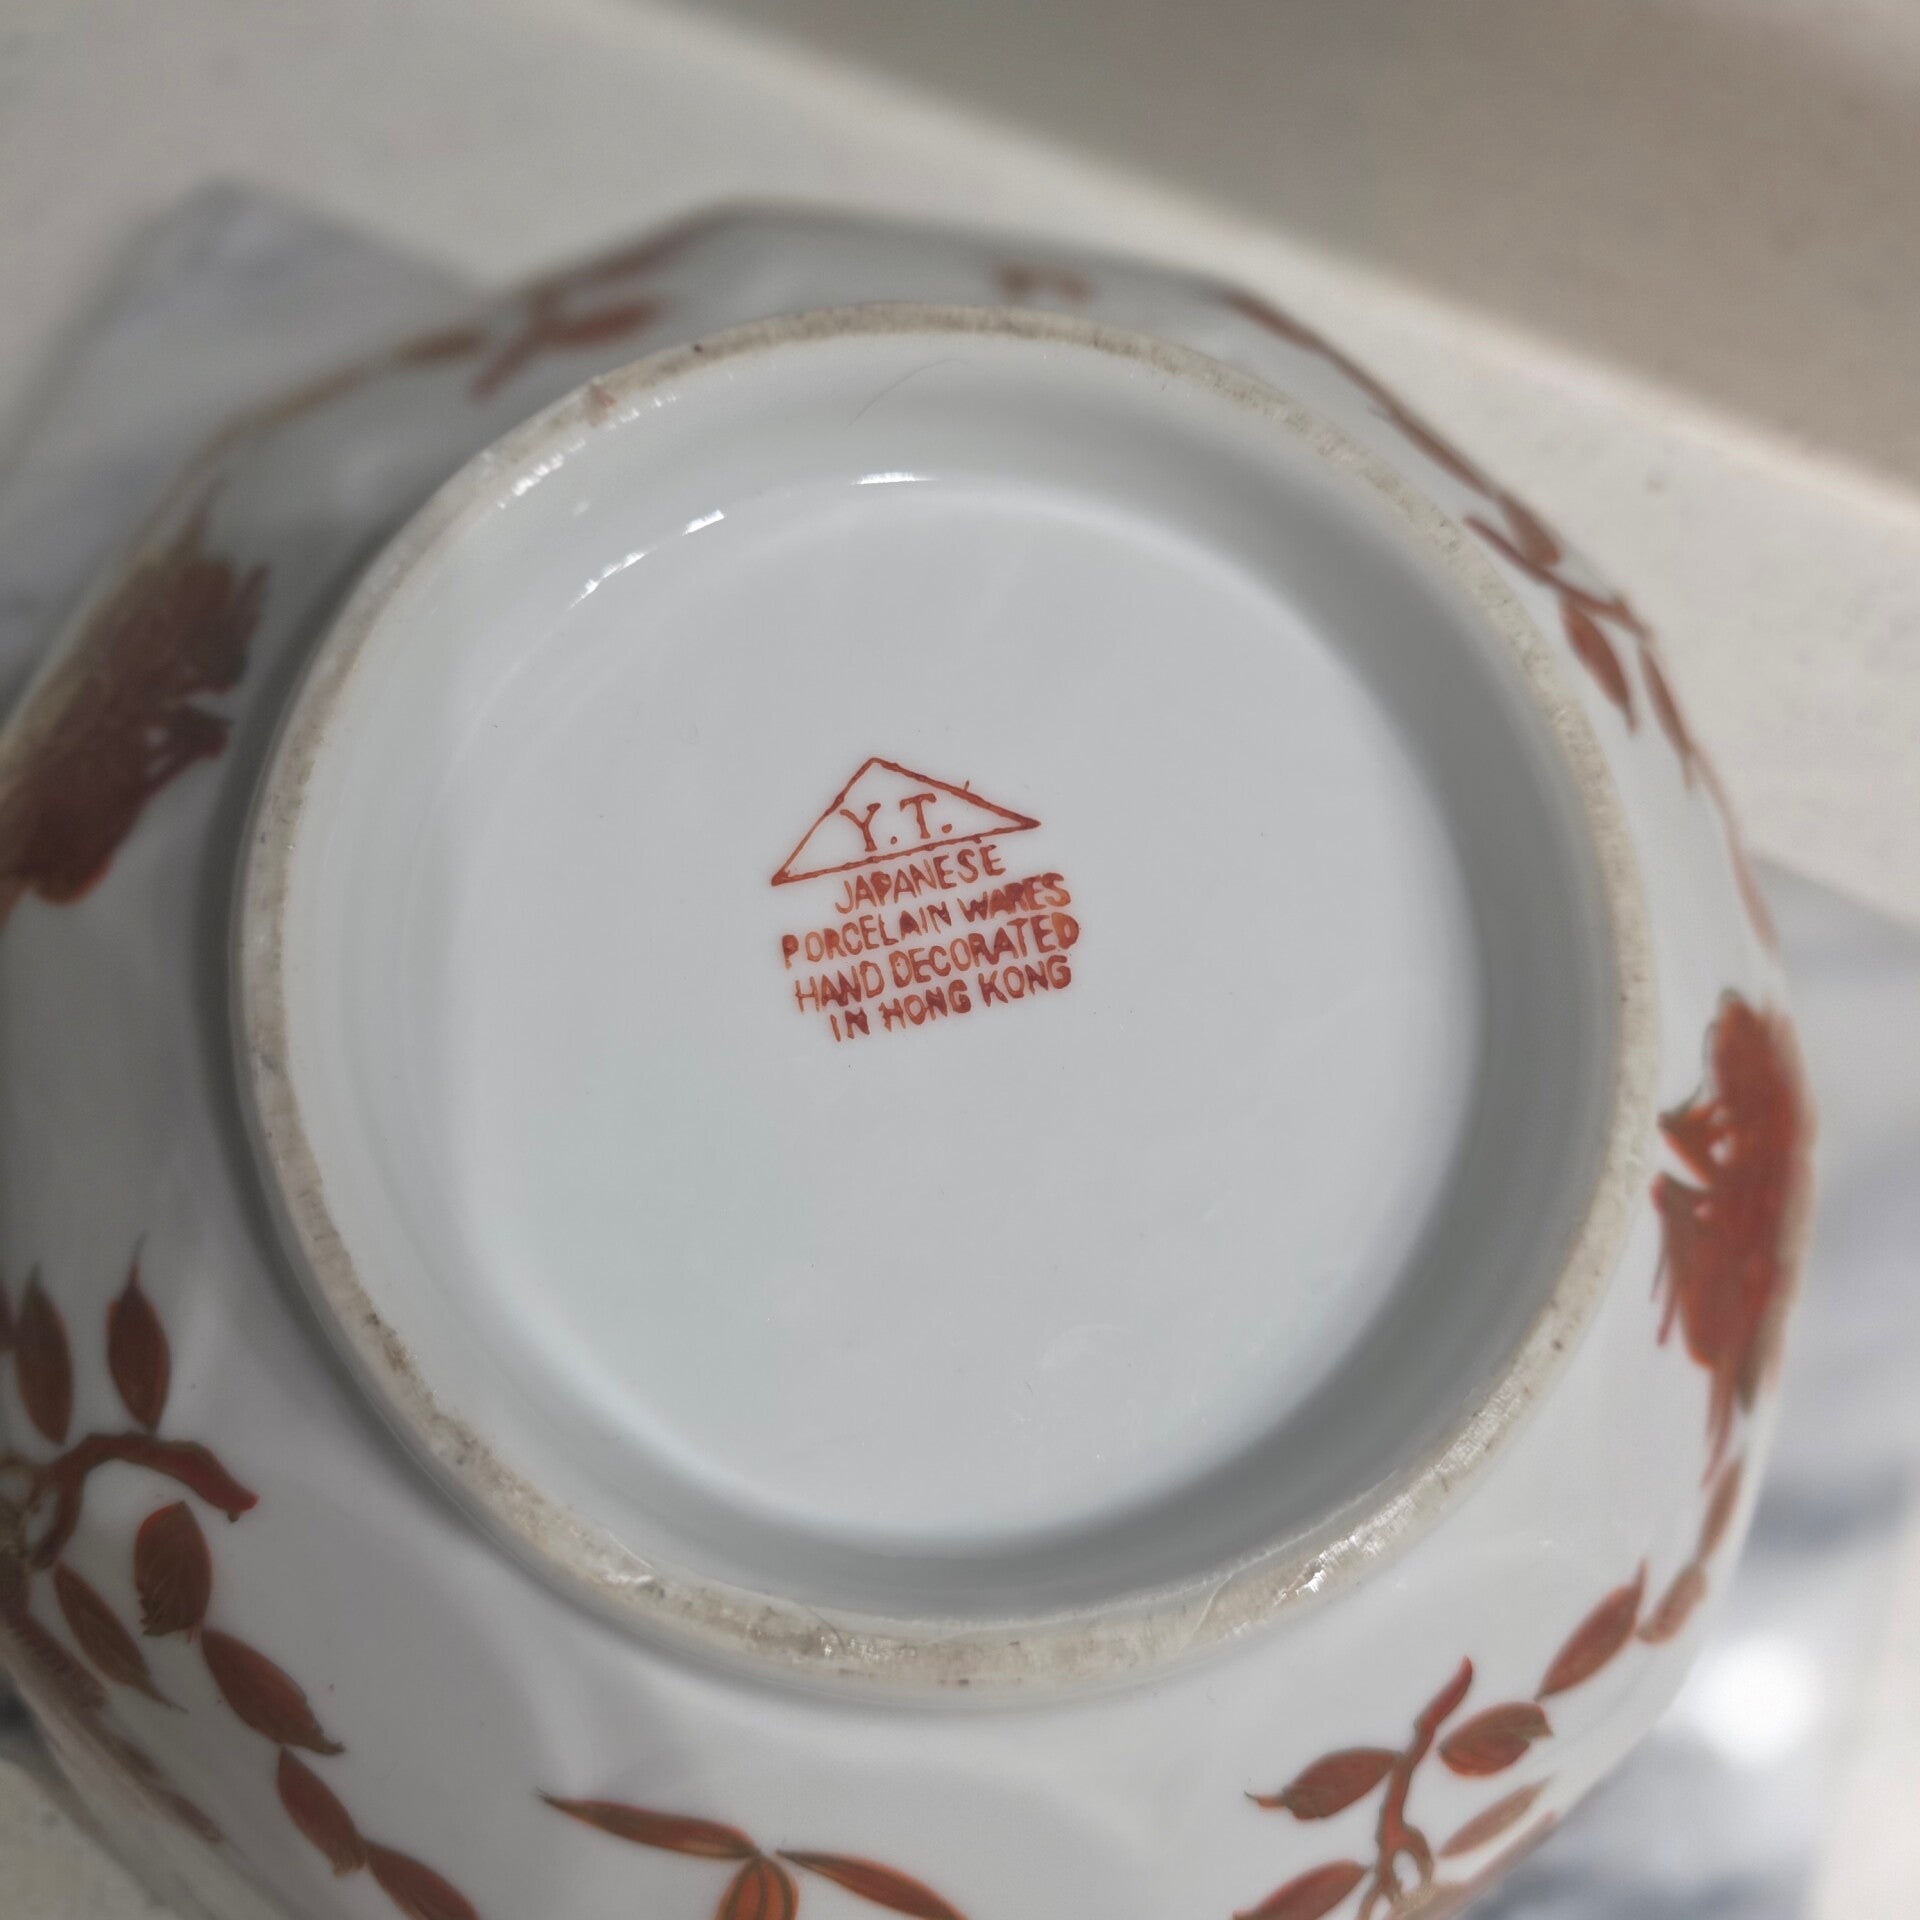 Y.T.
JAPANESE
PORCELAIN WARES
HAND DECORATED
IN HONG KONG